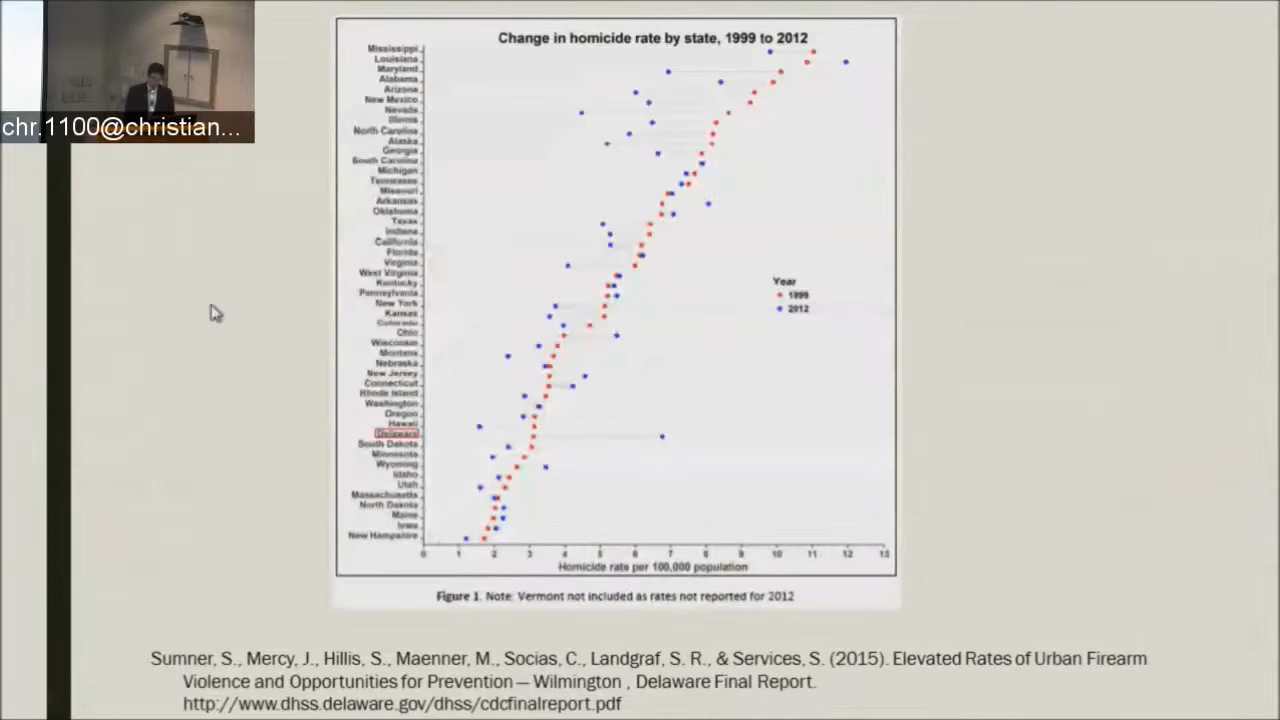 chr.1100@christian...
Change in homicide rate by state, 1999 to 2012
Mississippi
Louisiana
Maryland
Alabama
Arizona
New Mexico
Nevada
Illinois
North Carolina
Alaska
Georgia
South Carolina
Michigan
Tennessee
Missouri
Arkansas
Oklahoma
Texas
Indiana
California
Florida
Virginia
West Virginia
Kentucky
Pennsylvania
New York
Kansas
Colorado
Ohio
Wisconsin
Montana
Nebraska
New Jersey
Connecticut
Rhode Island
Washington
Oregon
Hawaii
Delaware
South Dakota
Minnesota
Wyoming
Idaho
Utah
Massachusetts
North Dakota
Maine
Iowa
New Hampshire
Year
1999
2012
0 1 2 3 4 5 6 7 8 9 10 11 12 13
Homicide rate per 100,000 population
Figure 1. Note: Vermont not included as rates not reported for 2012
Sumner, S., Mercy, J., Hillis, S., Maenner, M., Socias, C., Landgraf, S. R., & Services, S. (2015). Elevated Rates of Urban Firearm
Violence and Opportunities for Prevention — Wilmington , Delaware Final Report.
http://www.dhss.delaware.gov/dhss/cdcfinalreport.pdf